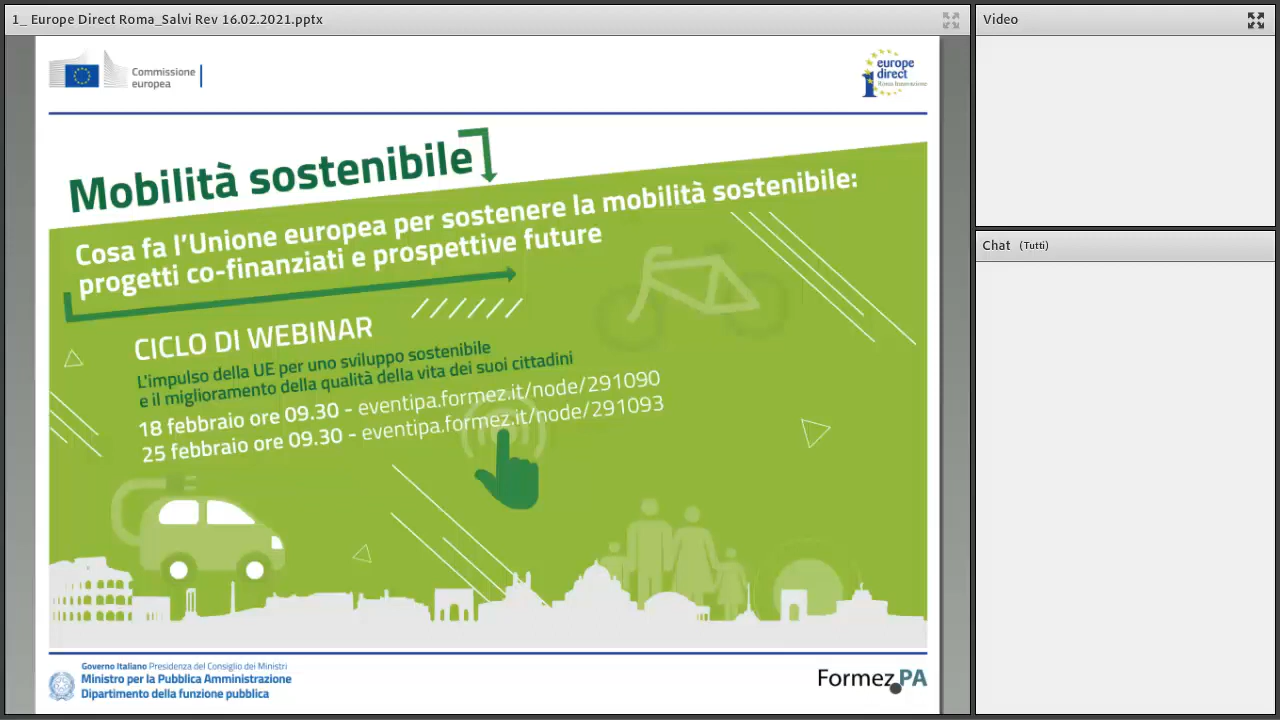 1_ Europe Direct Roma_Salvi Rev 16.02.2021.pptx
Video
Commissione
europea
europe
direct
Roma Innovazione
Mobilità sostenibile
Cosa fa l'Unione europea per sostenere la mobilità sostenibile:
progetti co-finanziati e prospettive future
CICLO DI WEBINAR
L'impulso della UE per uno sviluppo sostenibile
e il miglioramento della qualità della vita dei suoi cittadini
18 febbraio ore 09.30 - eventipa.formez.it/node/291090
25 febbraio ore 09.30 - eventipa.formez.it/node/291093
Governo Italiano Presidenza del Consiglio dei Ministri
Ministro per la Pubblica Amministrazione
Dipartimento della funzione pubblica
Formez PA
Chat (Tutti)